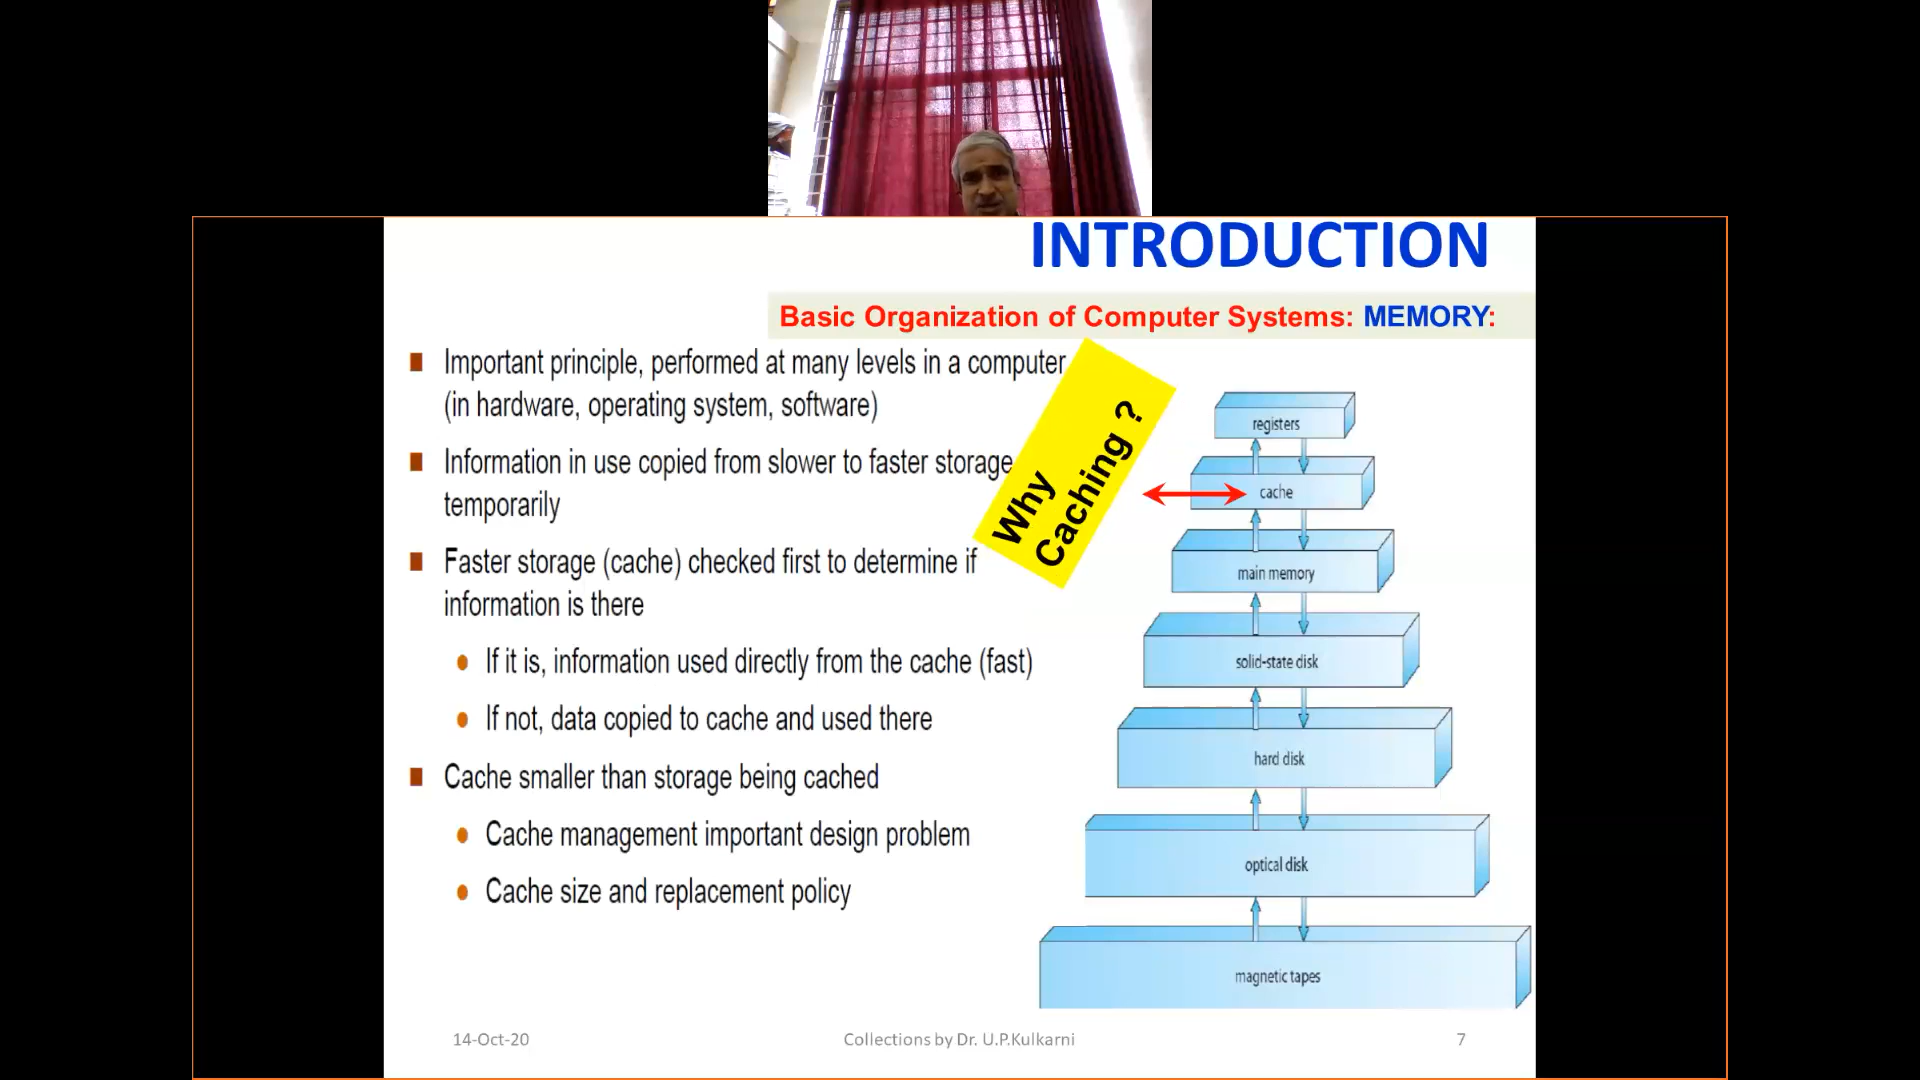 INTRODUCTION
Basic Organization of Computer Systems: MEMORY:
Important principle, performed at many levels in a computer
(in hardware, operating system, software)
Information in use copied from slower to faster storage
temporarily
Faster storage (cache) checked first to determine if
information is there
If it is, information used directly from the cache (fast)
If not, data copied to cache and used there
Cache smaller than storage being cached
Cache management important design problem
Cache size and replacement policy
Why
Caching ?
registers
cache
main memory
solid-state disk
hard disk
optical disk
magnetic tapes
14-Oct-20
Collections by Dr. U.P.Kulkarni
7